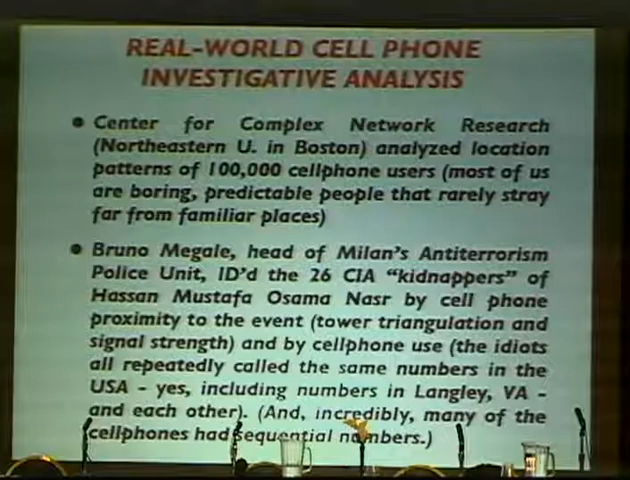 REAL-WORLD CELL PHONE
INVESTIGATIVE ANALYSIS
Center for Complex Network Research
(Northeastern U. in Boston) analyzed location
patterns of 100,000 cellphone users (most of us
are boring, predictable people that rarely stray
far from familiar places)
Bruno Megale, head of Milan's Antiterrorism
Police Unit, ID'd the 26 CIA "kidnappers" of
Hassan Mustafa Osama Nasr by cell phone
proximity to the event (tower triangulation and
signal strength) and by cellphone use (the idiots
all repeatedly called the same numbers in the
USA - yes, including numbers in Langley, VA -
and each other). (And, incredibly, many of the
cellphones had sequential numbers.)